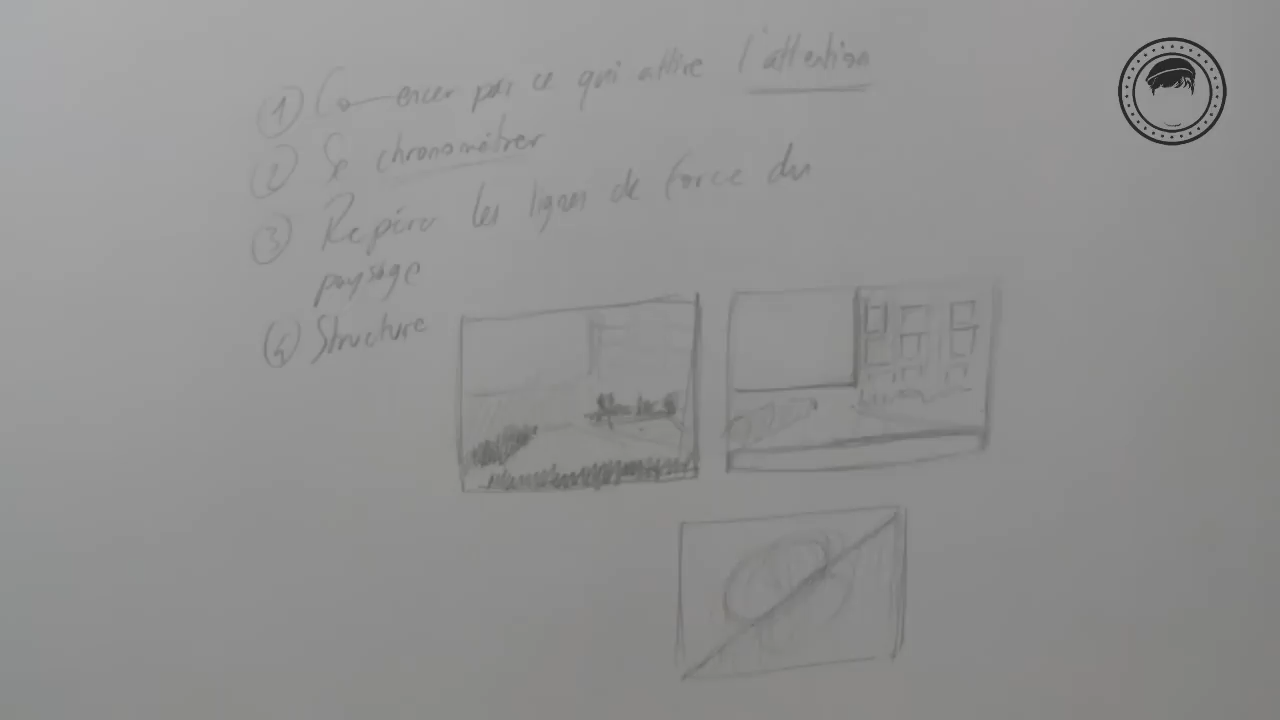 ① Commencer par ce qui attire l'attention
② Se chronométrer
③ Repérer les lignes de force du
paysage
④ Structure